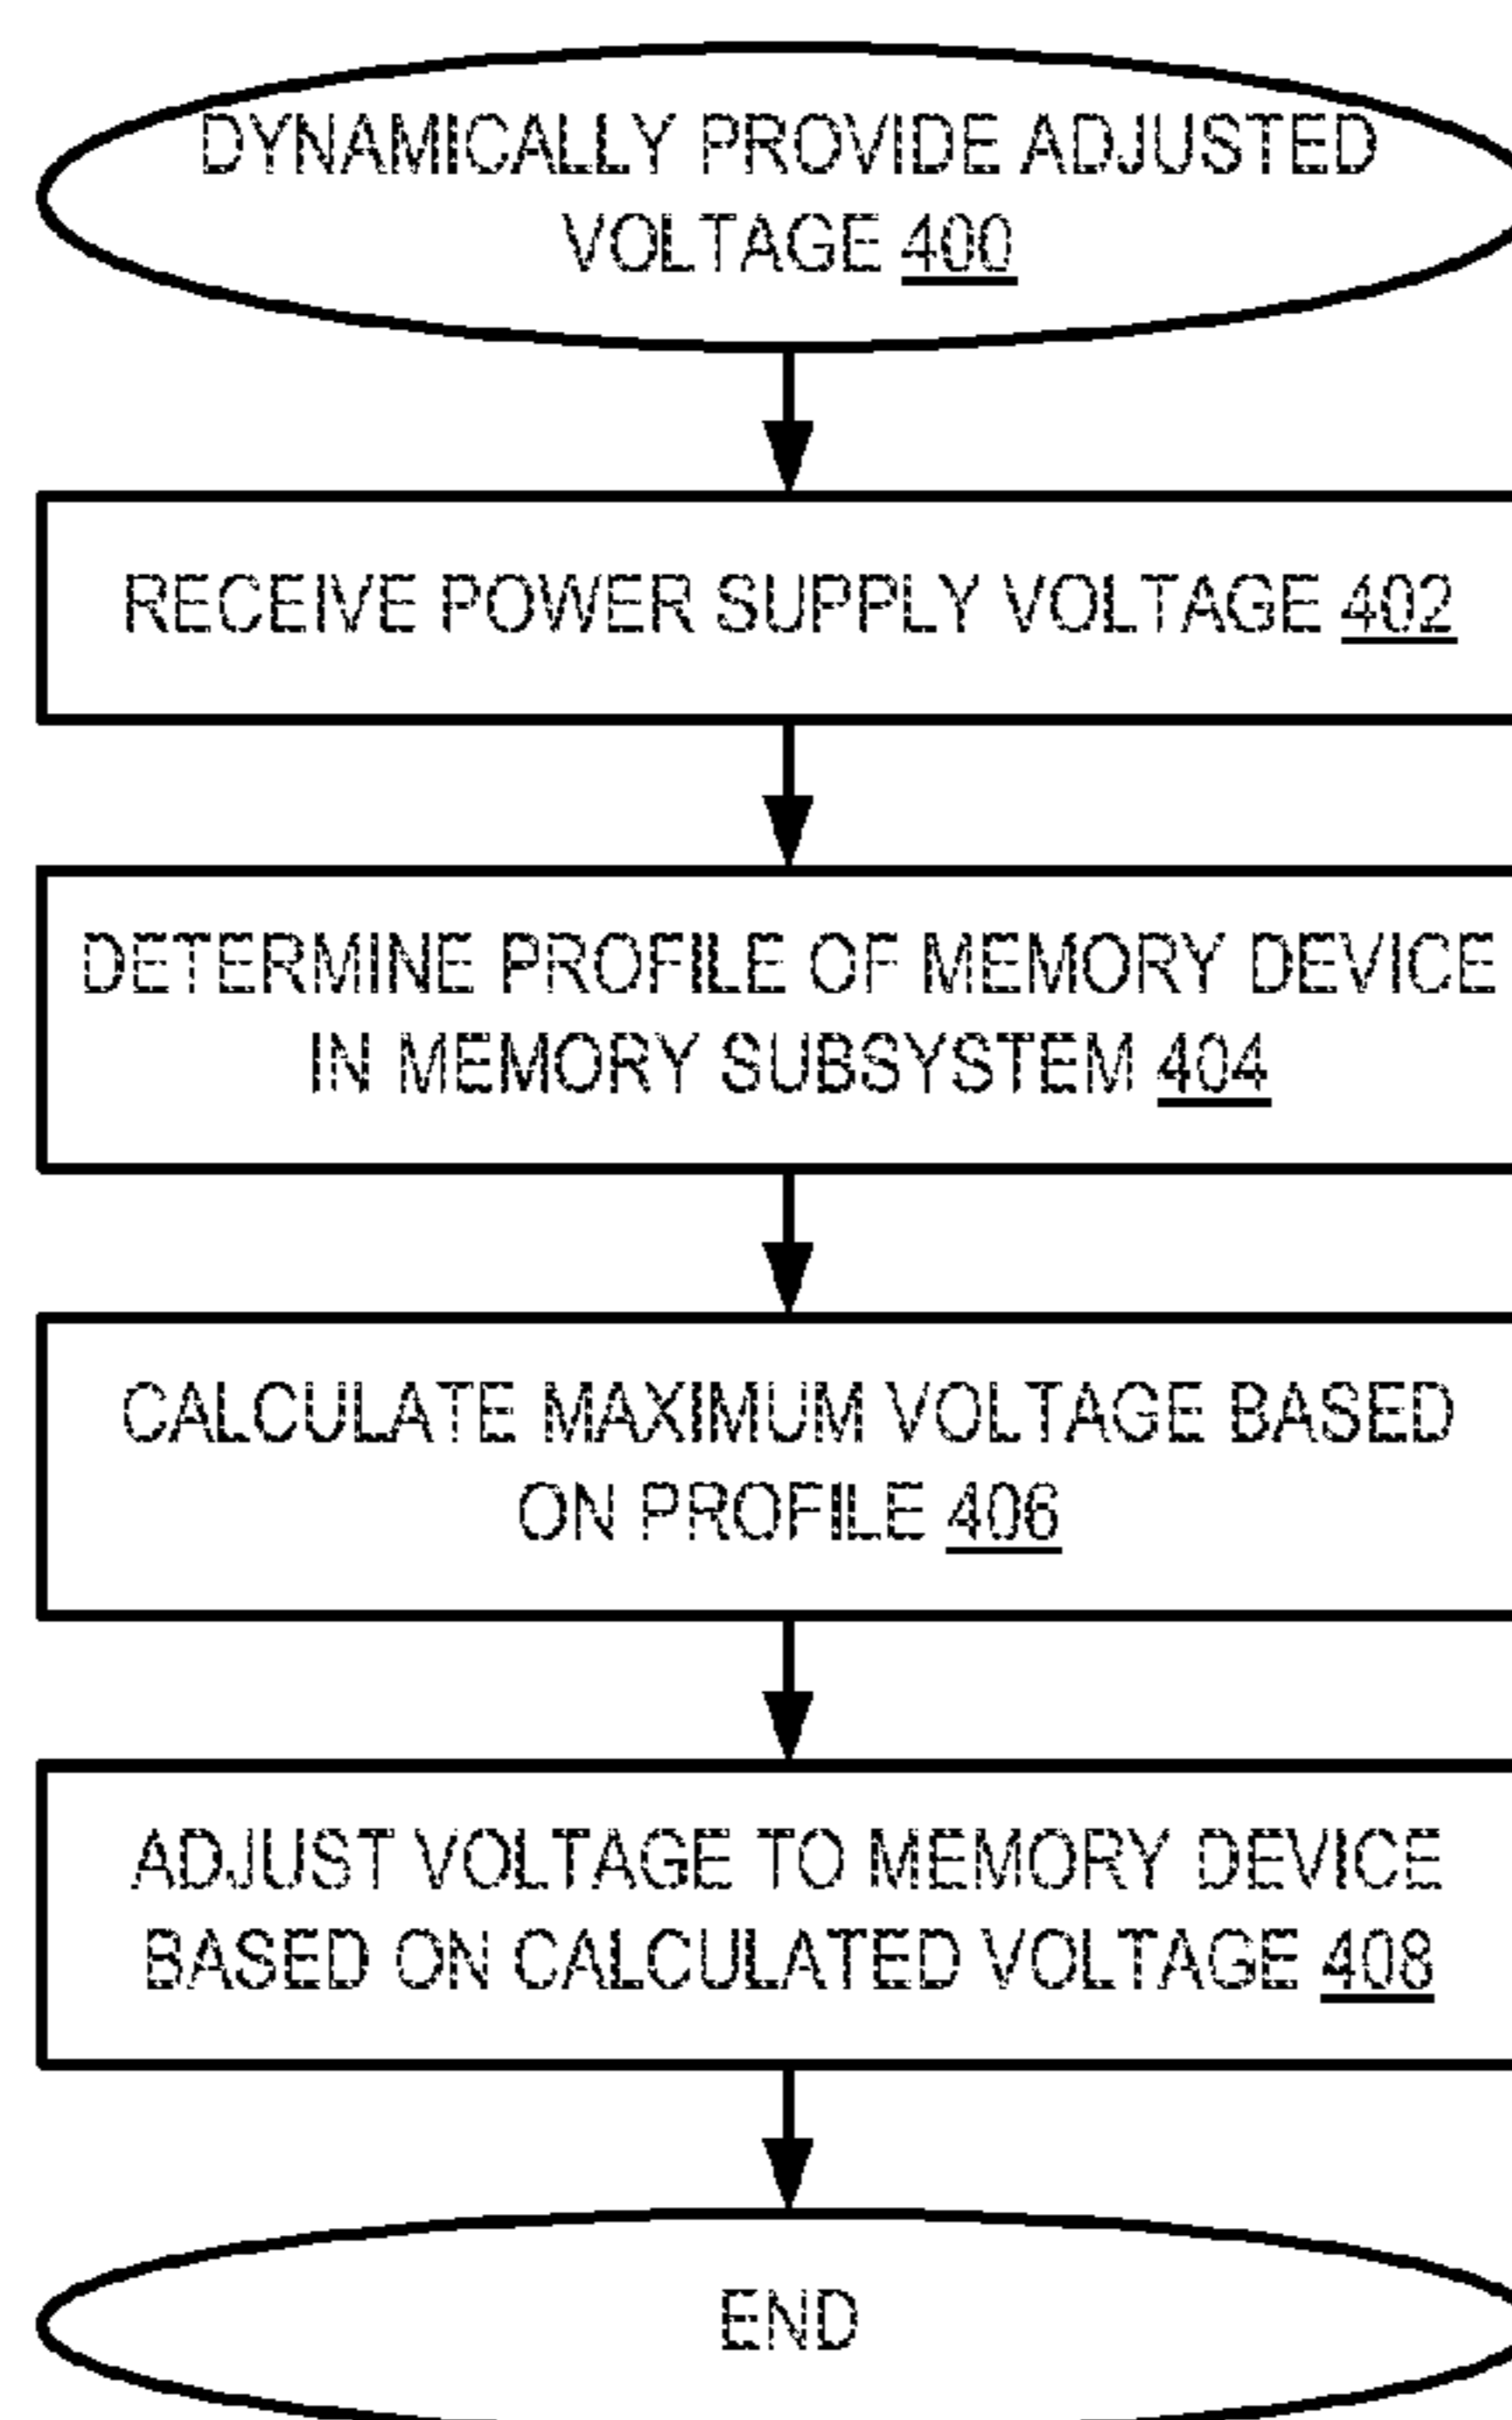 DYNAMICALLY PROVIDE ADJUSTED
VOLTAGE 400
RECEIVE POWER SUPPLY VOLTAGE 402
DETERMINE PROFILE OF MEMORY DEVICE
IN MEMORY SUBSYSTEM 404
CALCULATE MAXIMUM VOLTAGE BASED
ON PROFILE 406
ADJUST VOLTAGE TO MEMORY DEVICE
BASED ON CALCULATED VOLTAGE 408
END